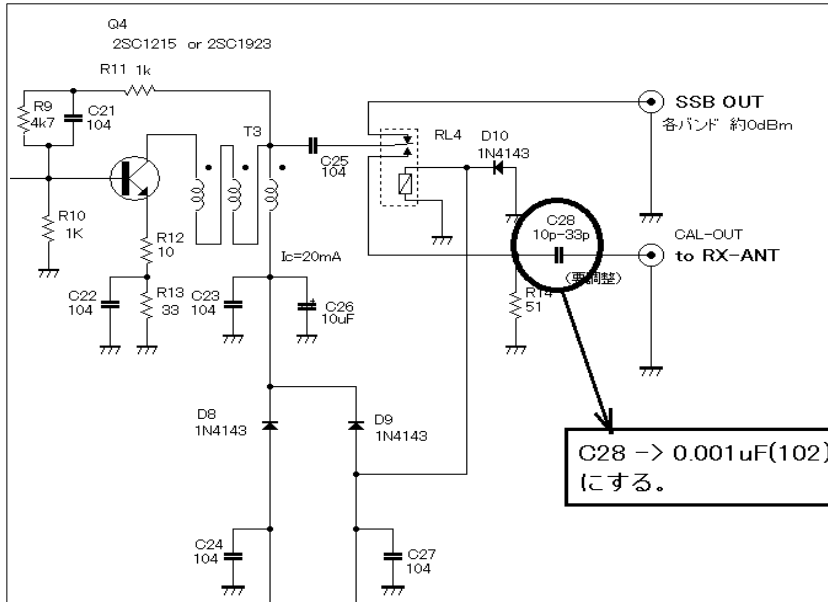 Q4
2SC1215 or 2SC1923
R11 1k
R9
4k7
C21
104
T3
C25
104
RL4
D10
1N4143
SSB OUT
各バンド 約0dBm
R10
1K
R12
10
Ic=20mA
C28
10p-33p
(要調整)
CAL-OUT
to RX-ANT
C22
104
R13
33
C23
104
C26
10uF
R14
51
D8
1N4143
D9
1N4143
C28 -> 0.001uF(102)
にする。
C24
104
C27
104